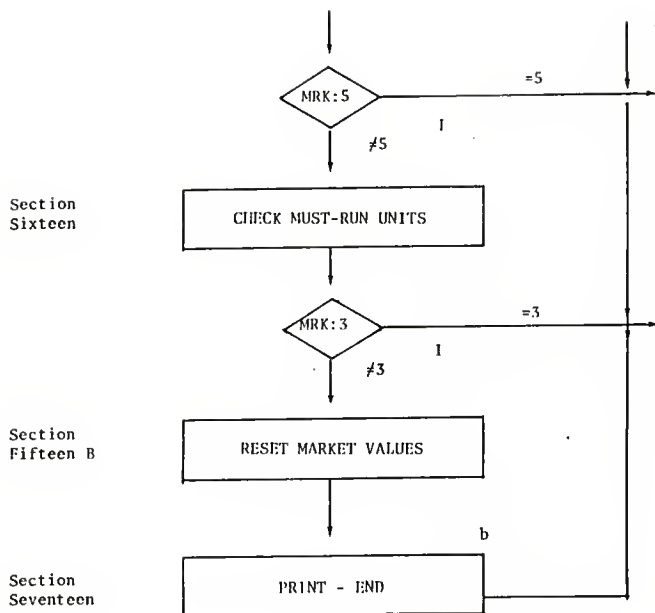 MRK:5
=5
I
≠5
Section
Sixteen
CHECK MUST-RUN UNITS
MRK:3
=3
I
≠3
Section
Fifteen B
RESET MARKET VALUES
b
Section
Seventeen
PRINT - END